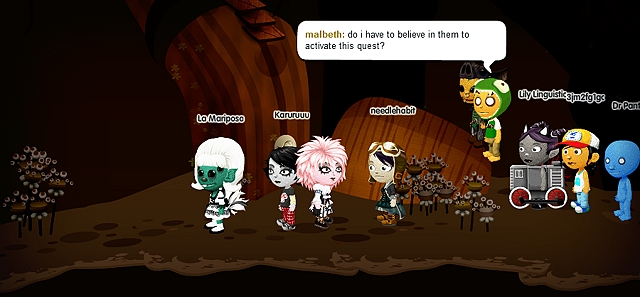 malbeth: do i have to believe in them to
activate this quest?
La Mariposa
Karuruuu
needlehabit
Lily Linguistic
Dr Pant